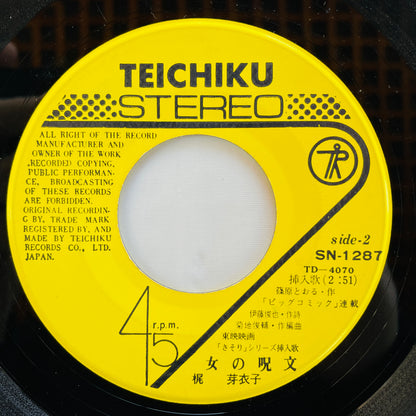 TEICHIKU
STEREO
ALL RIGHT OF THE RECORD
MANUFACTURER AND
OWNER OF THE WORK
RECORDED COPYING,
PUBLIC PERFORMAN-
CE, BROADCASTING
OF THESE RECORDS
ARE FORBIDDEN.
ORIGINAL RECORDING
BY, TRADE MARK
REGISTERED BY, AND
MADE BY TEICHIKU
RECORDS CO., LTD.
JAPAN.
TR
side-2
SN-1287
TD-4070
挿入歌(2:51)
篠原とおる・作
「ビッグコミック」連載
伊藤俊也・作詩
菊地俊輔・作編曲
東映映画
「さそり」シリーズ挿入歌
45 r.p.m.
女の呪文
梶 芽衣子